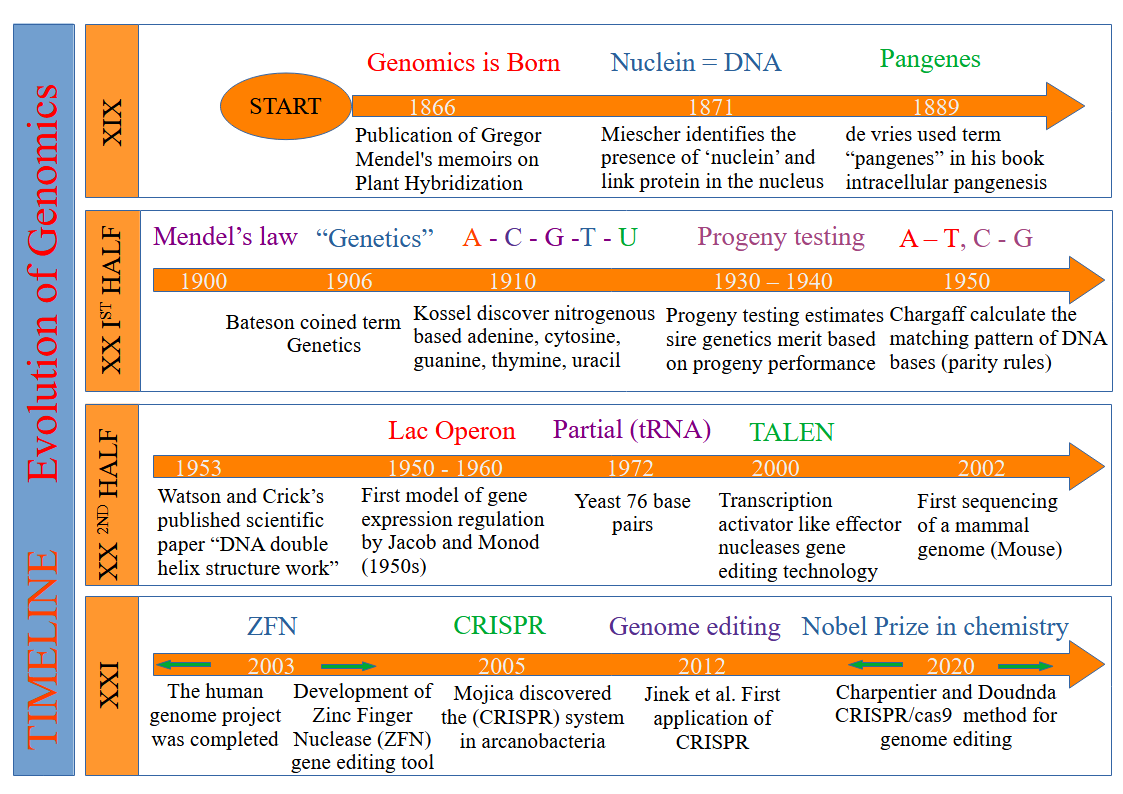 TIMELINE Evolution of Genomics
XIX
Genomics is Born
Nuclein = DNA
Pangenes
START
1866
1871
1889
Publication of Gregor
Mendel's memoirs on
Plant Hybridization
Miescher identifies the
presence of ‘nuclein’ and
link protein in the nucleus
de vries used term
“pangenes” in his book
intracellular pangenesis
XX IST HALF
Mendel’s law
“Genetics”
A - C - G -T - U
Progeny testing
A – T, C - G
1900
1906
1910
1930 – 1940
1950
Bateson coined term
Genetics
Kossel discover nitrogenous
based adenine, cytosine,
guanine, thymine, uracil
Progeny testing estimates
sire genetics merit based
on progeny performance
Chargaff calculate the
matching pattern of DNA
bases (parity rules)
XX 2ND HALF
Lac Operon
Partial (tRNA)
TALEN
1953
1950 - 1960
1972
2000
2002
Watson and Crick’s
published scientific
paper “DNA double
helix structure work”
First model of gene
expression regulation
by Jacob and Monod
(1950s)
Yeast 76 base
pairs
Transcription
activator like effector
nucleases gene
editing technology
First sequencing
of a mammal
genome (Mouse)
XXI
ZFN
CRISPR
Genome editing
Nobel Prize in chemistry
2003
2005
2012
2020
The human
genome project
was completed
Development of
Zinc Finger
Nuclease (ZFN)
gene editing tool
Mojica discovered
the (CRISPR) system
in arcanobacteria
Jinek et al. First
application of
CRISPR
Charpentier and Doudnda
CRISPR/cas9 method for
genome editing